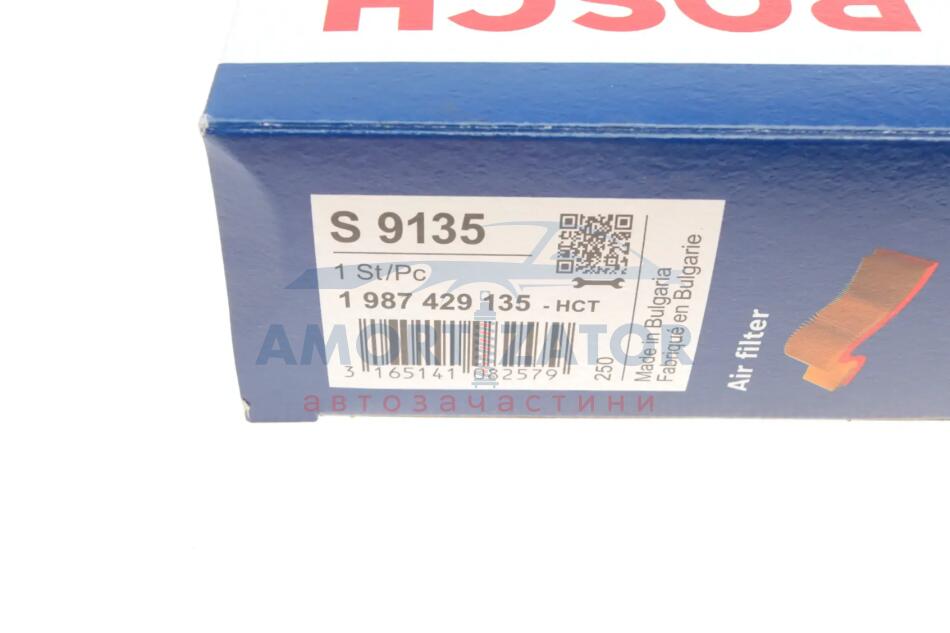 BOSCH
S 9135
1 St/Pc
1 987 429 135 - HCT
3 165141 082579
250
Made in Bulgaria
Fabriqué en Bulgarie
Air filter
AMORTIZATOR
автозачастини